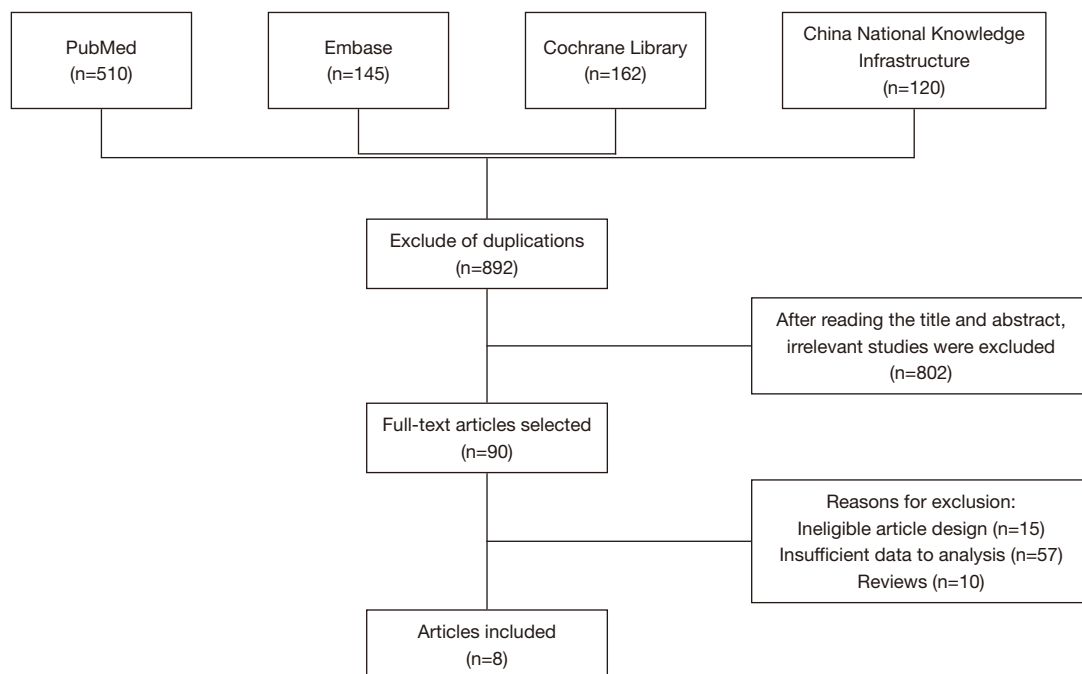 PubMed
(n=510)
Embase
(n=145)
Cochrane Library
(n=162)
China National Knowledge
Infrastructure
(n=120)
Exclude of duplications
(n=892)
After reading the title and abstract,
irrelevant studies were excluded
(n=802)
Full-text articles selected
(n=90)
Reasons for exclusion:
Ineligible article design (n=15)
Insufficient data to analysis (n=57)
Reviews (n=10)
Articles included
(n=8)